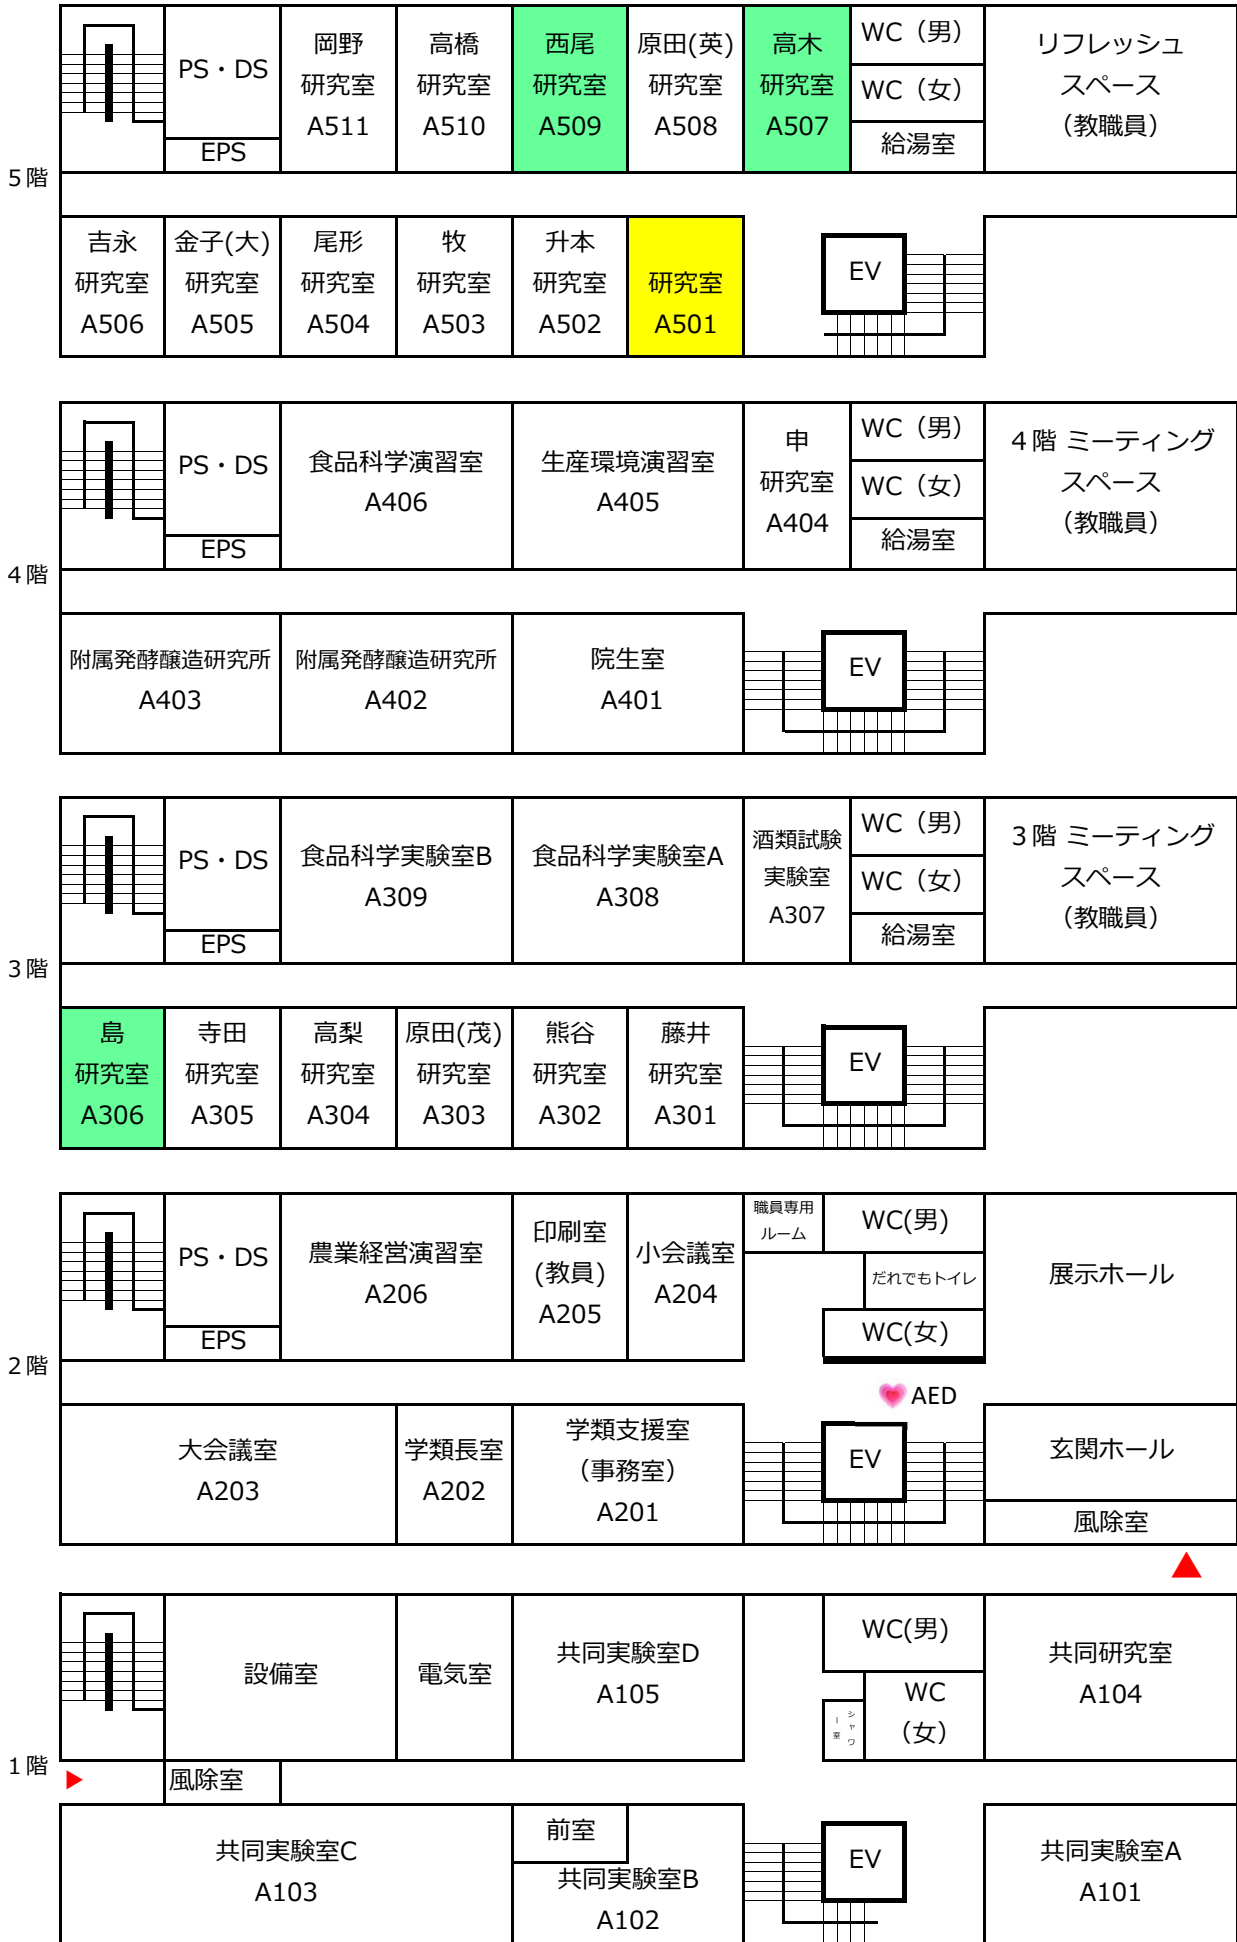 5階
PS・DS
EPS
岡野
研究室
A511
高橋
研究室
A510
西尾
研究室
A509
原田(英)
研究室
A508
高木
研究室
A507
WC（男）
WC（女）
給湯室
リフレッシュ
スペース
（教職員）
吉永
研究室
A506
金子(大)
研究室
A505
尾形
研究室
A504
牧
研究室
A503
升本
研究室
A502
研究室
A501
EV
4階
PS・DS
EPS
食品科学演習室
A406
生産環境演習室
A405
申
研究室
A404
WC（男）
WC（女）
給湯室
4階 ミーティング
スペース
（教職員）
附属発酵醸造研究所
A403
附属発酵醸造研究所
A402
院生室
A401
EV
3階
PS・DS
EPS
食品科学実験室B
A309
食品科学実験室A
A308
酒類試験
実験室
A307
WC（男）
WC（女）
給湯室
3階 ミーティング
スペース
（教職員）
島
研究室
A306
寺田
研究室
A305
高梨
研究室
A304
原田(茂)
研究室
A303
熊谷
研究室
A302
藤井
研究室
A301
EV
2階
PS・DS
EPS
農業経営演習室
A206
印刷室
(教員)
A205
小会議室
A204
職員専用
ルーム
WC(男)
だれでもトイレ
WC(女)
展示ホール
AED
大会議室
A203
学類長室
A202
学類支援室
（事務室）
A201
EV
玄関ホール
風除室
1階
設備室
電気室
共同実験室D
A105
WC(男)
シャワー室
WC
（女）
共同研究室
A104
風除室
共同実験室C
A103
前室
共同実験室B
A102
EV
共同実験室A
A101